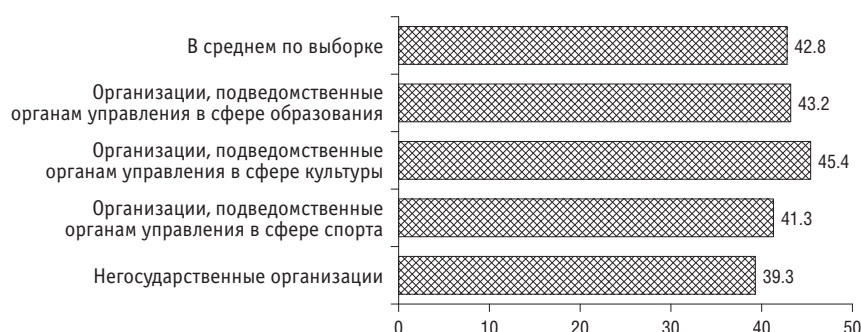 В среднем по выборке
42.8
Организации, подведомственные
органам управления в сфере образования
43.2
Организации, подведомственные
органам управления в сфере культуры
45.4
Организации, подведомственные
органам управления в сфере спорта
41.3
Негосударственные организации
39.3
0 10 20 30 40 50